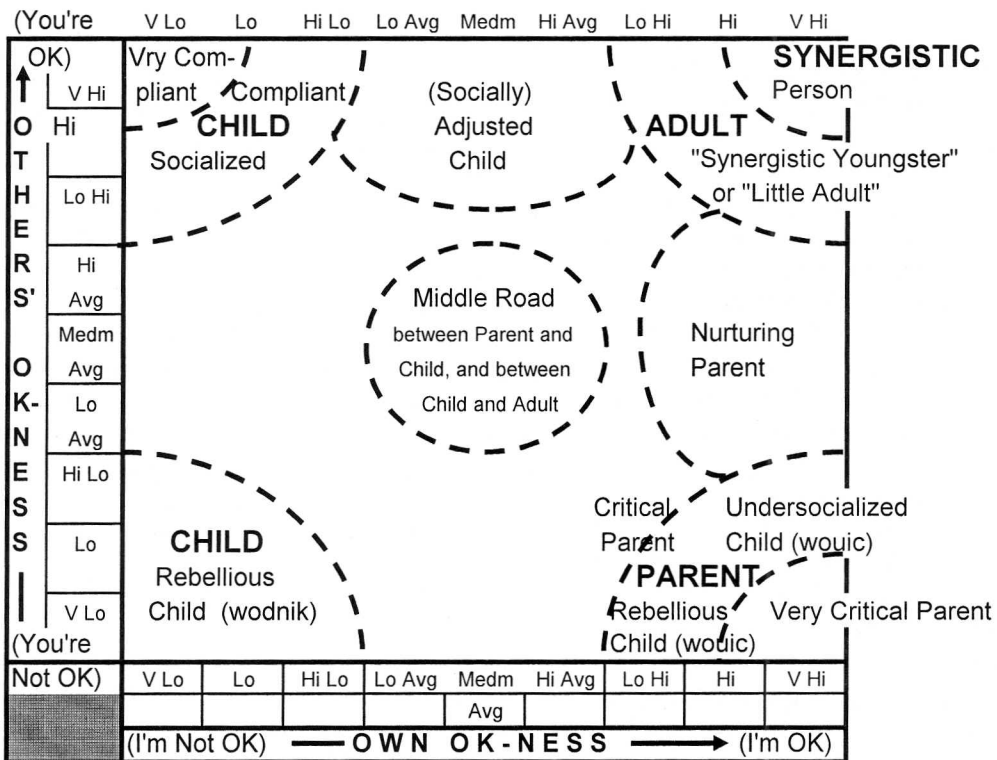 (You're V Lo Lo Hi Lo Lo Avg Medm Hi Avg Lo Hi Hi V Hi
OK)
V Hi
Hi
Lo Hi
Hi
Avg
Medm
Avg
Lo
Avg
Hi Lo
Lo
V Lo
(You're
Not OK)
OTHERS' OK-NESS
Vry Com-
pliant Compliant
CHILD
Socialized
(Socially)
Adjusted
Child
SYNERGISTIC
Person
ADULT
"Synergistic Youngster"
or "Little Adult"
Middle Road
between Parent and
Child, and between
Child and Adult
Nurturing
Parent
CHILD
Rebellious
Child (wodnik)
Critical
Parent
Undersocialized
Child (wouic)
PARENT
Rebellious
Child (wouic)
Very Critical Parent
V Lo Lo Hi Lo Lo Avg Medm Hi Avg Lo Hi Hi V Hi
Avg
(I'm Not OK) OWN OK-NESS (I'm OK)